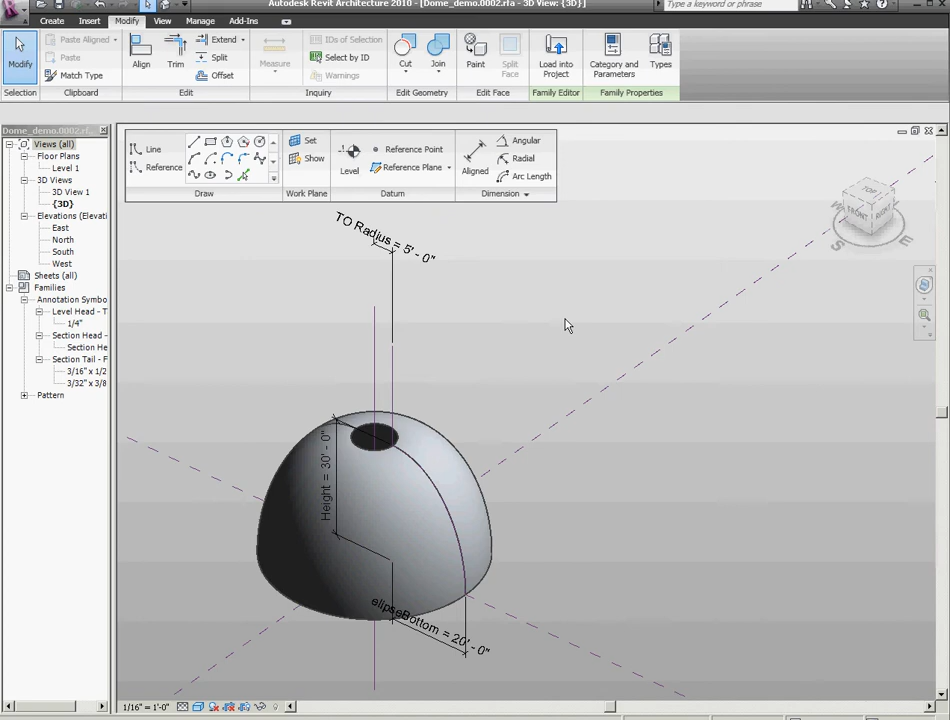 Autodesk Revit Architecture 2010 - [Dome_demo.0002.rfa - 3D View: {3D}]
Type a keyword or phrase
Create Insert Modify View Manage Add-Ins
Modify
Paste Aligned
Paste
Match Type
Align
Trim
Extend
Split
Offset
Measure
IDs of Selection
Select by ID
Warnings
Cut
Join
Paint
Split Face
Load into Project
Category and Parameters
Types
Selection Clipboard Edit Inquiry Edit Geometry Edit Face Family Editor Family Properties
Dome_demo.0002.rf...
Views (all)
Floor Plans
Level 1
3D Views
3D View 1
{3D}
Elevations (Elevati
East
North
South
West
Sheets (all)
Families
Annotation Symbo
Level Head - T
1/4"
Section Head -
Section He
Section Tail - F
3/16" x 1/2
3/32" x 3/8
Pattern
Line
Reference
Set
Show
Level
Reference Point
Reference Plane
Aligned
Angular
Radial
Arc Length
Draw Work Plane Datum Dimension
TOP
FRONT
RIGHT
W
S
E
TO Radius = 5' - 0"
Height = 30' - 0"
elipseBottom = 20' - 0"
1/16" = 1'-0"